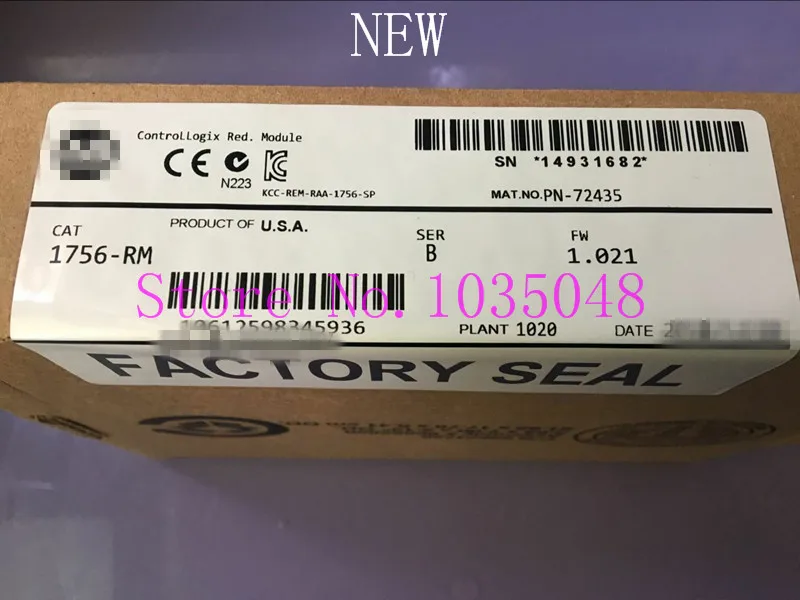 NEW
ControlLogix Red. Module
CE N223
KCC-REM-RAA-1756-SP
SN *14931682*
MAT.NO.PN-72435
CAT
1756-RM
PRODUCT OF U.S.A.
SER
B
FW
1.021
Store No.1035048
10612598345936
PLANT 1020
DATE
FACTORY SEAL